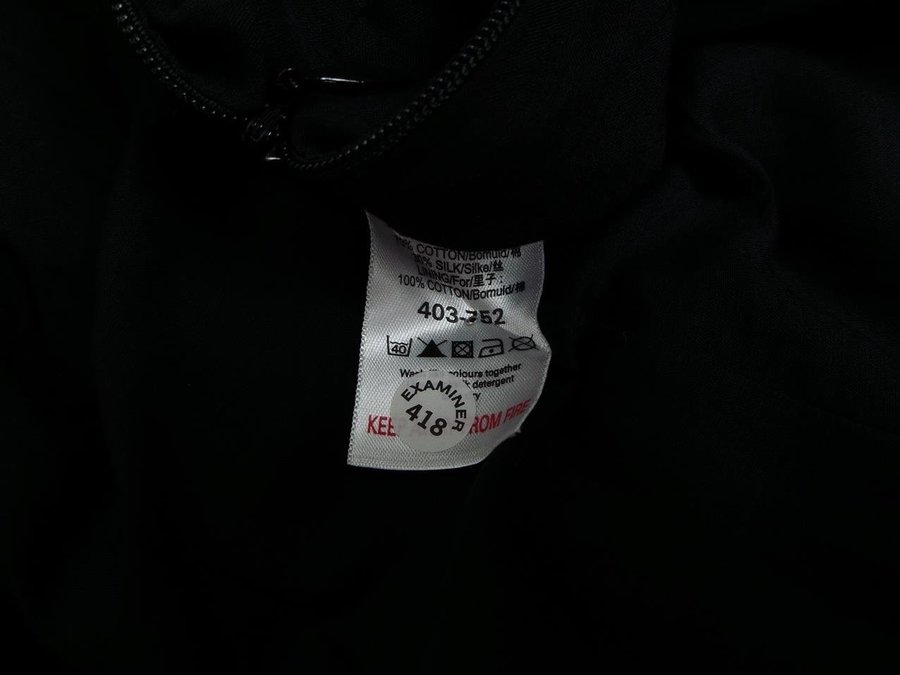 COTTON/Bomuld/棉
SILK/Silke/丝
LINING/For/里子:
100% COTTON/Bomuld/棉
403-752
40
colours together
detergent
EXAMINER
418
KEE ROM FIRE